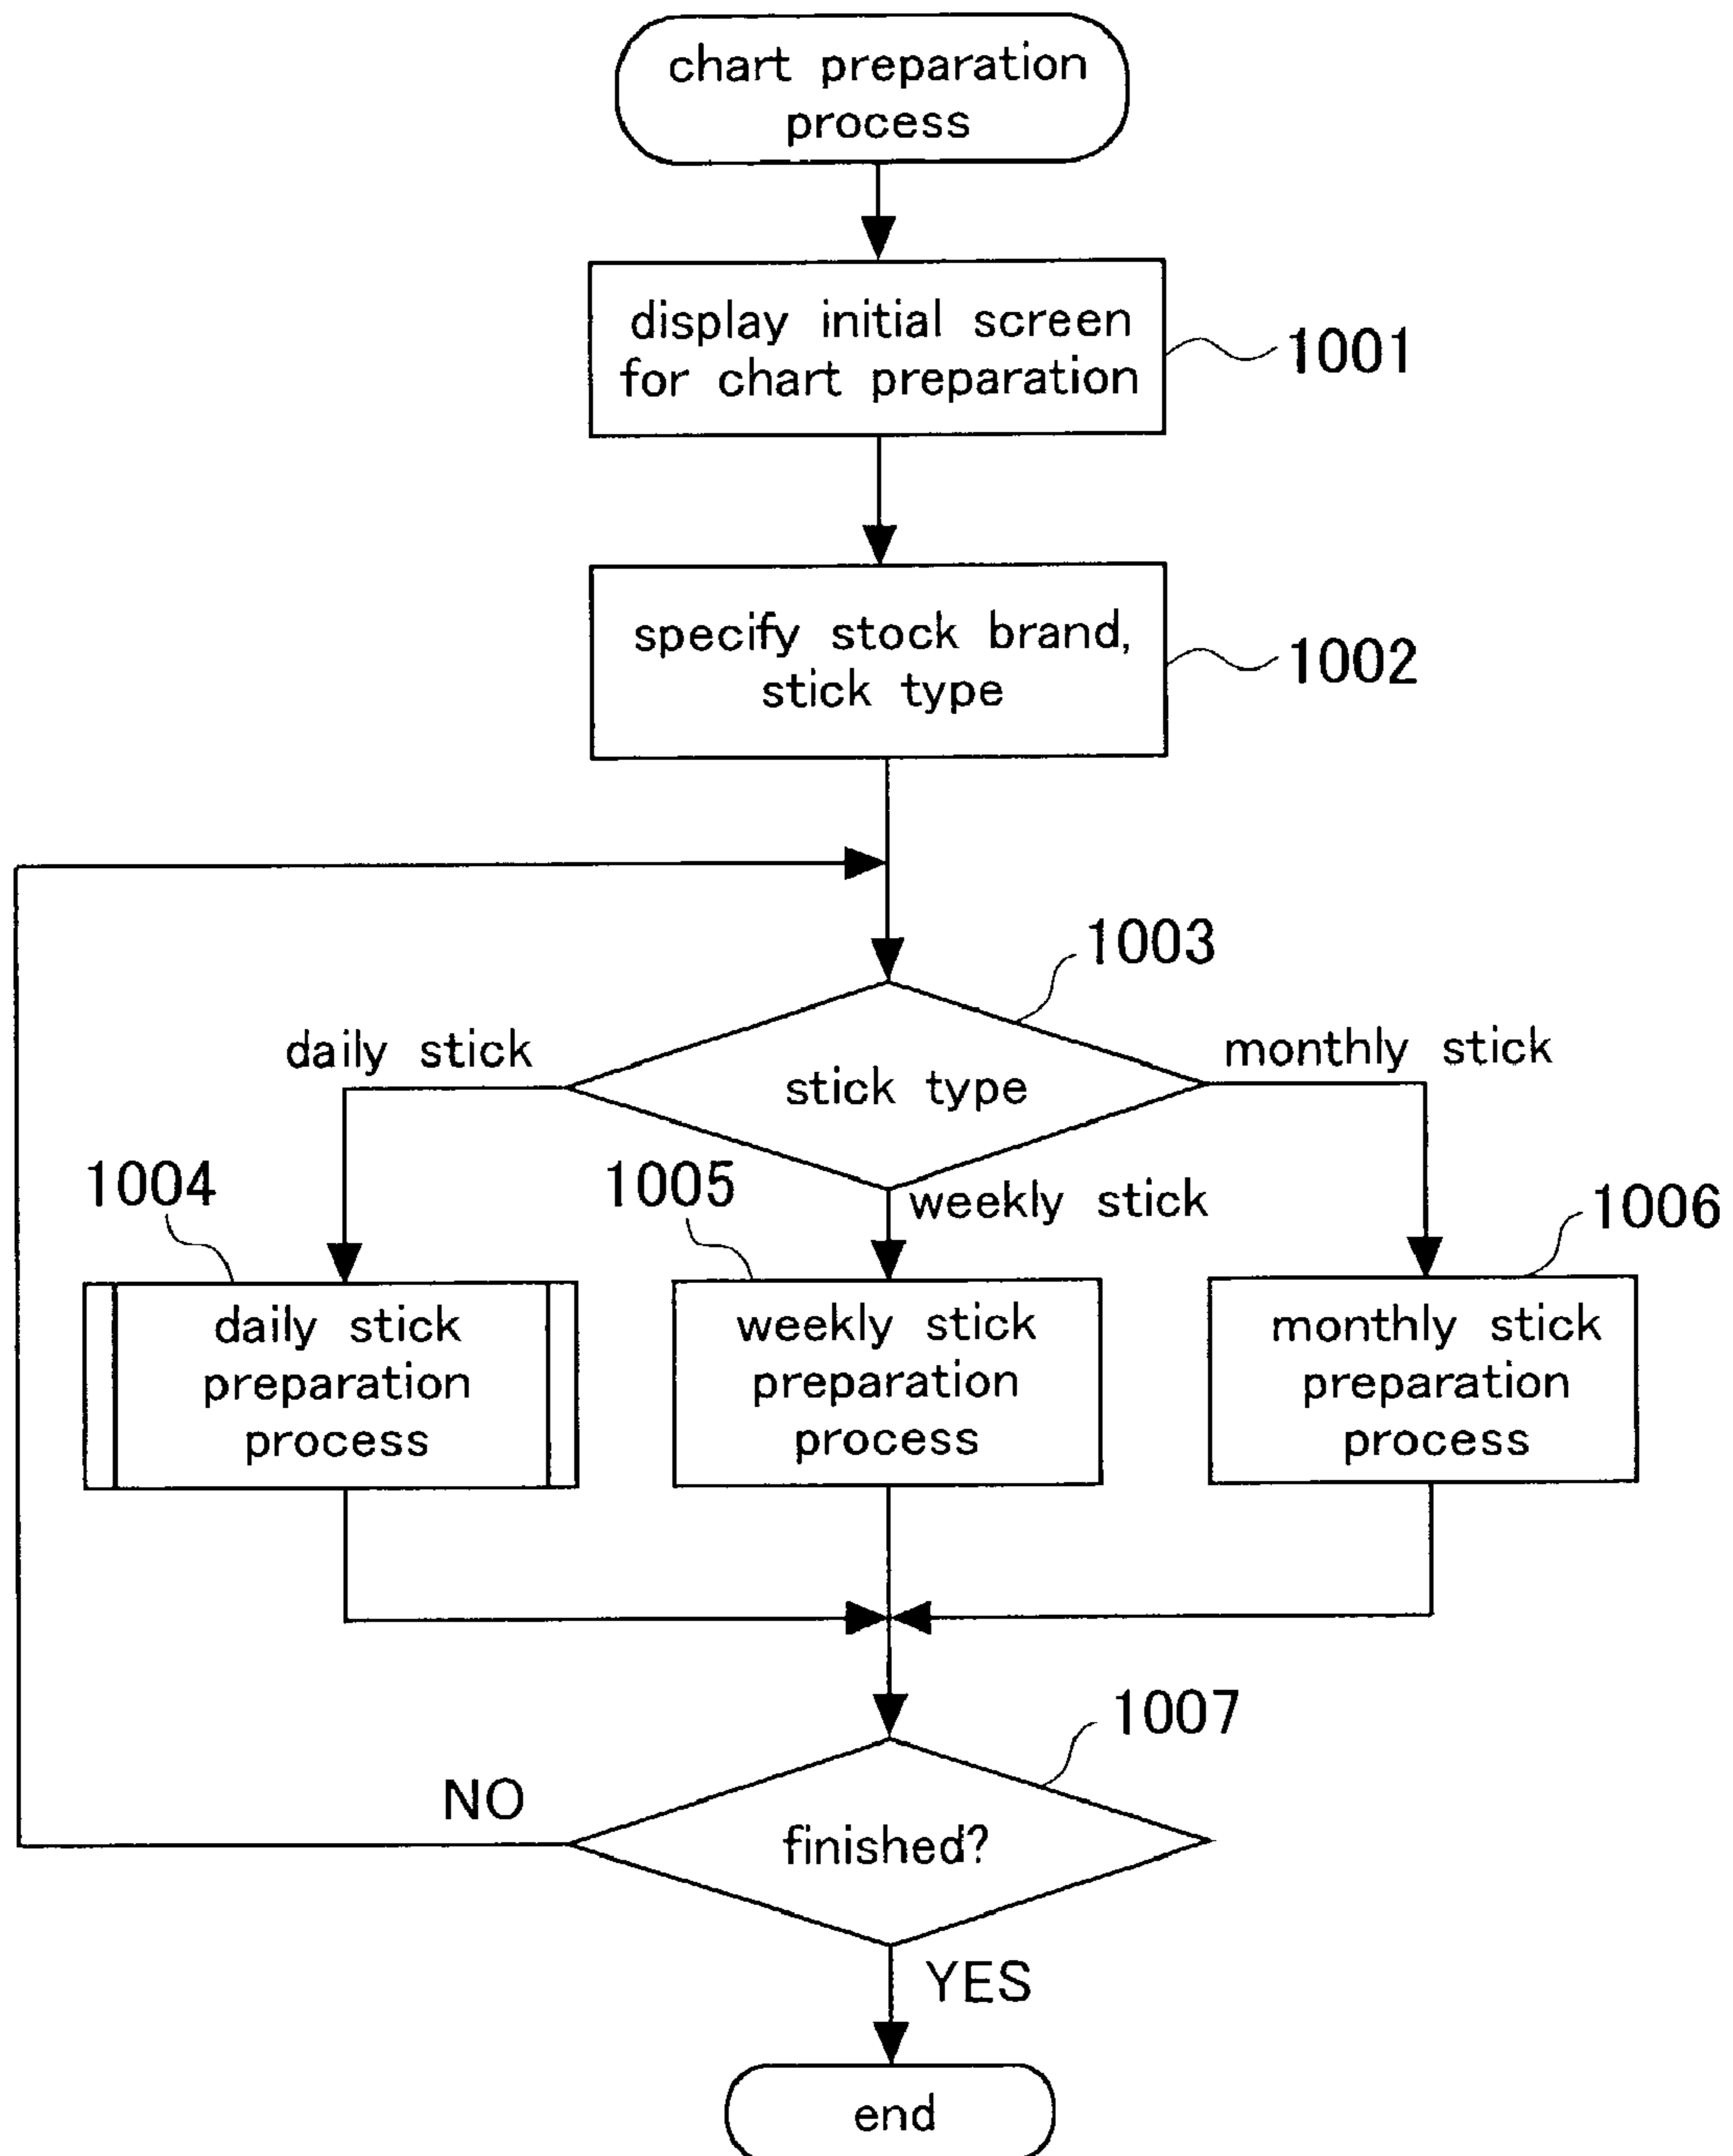 chart preparation
process
display initial screen
for chart preparation
1001
specify stock brand,
stick type
1002
1003
daily stick
stick type
monthly stick
weekly stick
1004
1005
1006
daily stick
preparation
process
weekly stick
preparation
process
monthly stick
preparation
process
1007
NO
finished?
YES
end